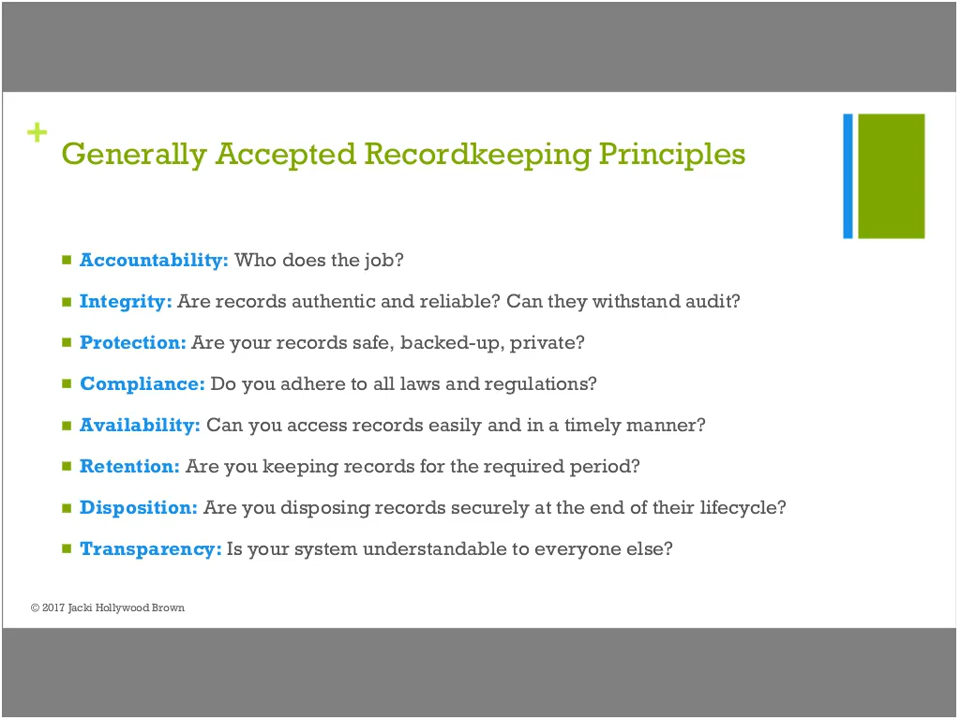 Generally Accepted Recordkeeping Principles
Accountability: Who does the job?
Integrity: Are records authentic and reliable? Can they withstand audit?
Protection: Are your records safe, backed-up, private?
Compliance: Do you adhere to all laws and regulations?
Availability: Can you access records easily and in a timely manner?
Retention: Are you keeping records for the required period?
Disposition: Are you disposing records securely at the end of their lifecycle?
Transparency: Is your system understandable to everyone else?
© 2017 Jacki Hollywood Brown